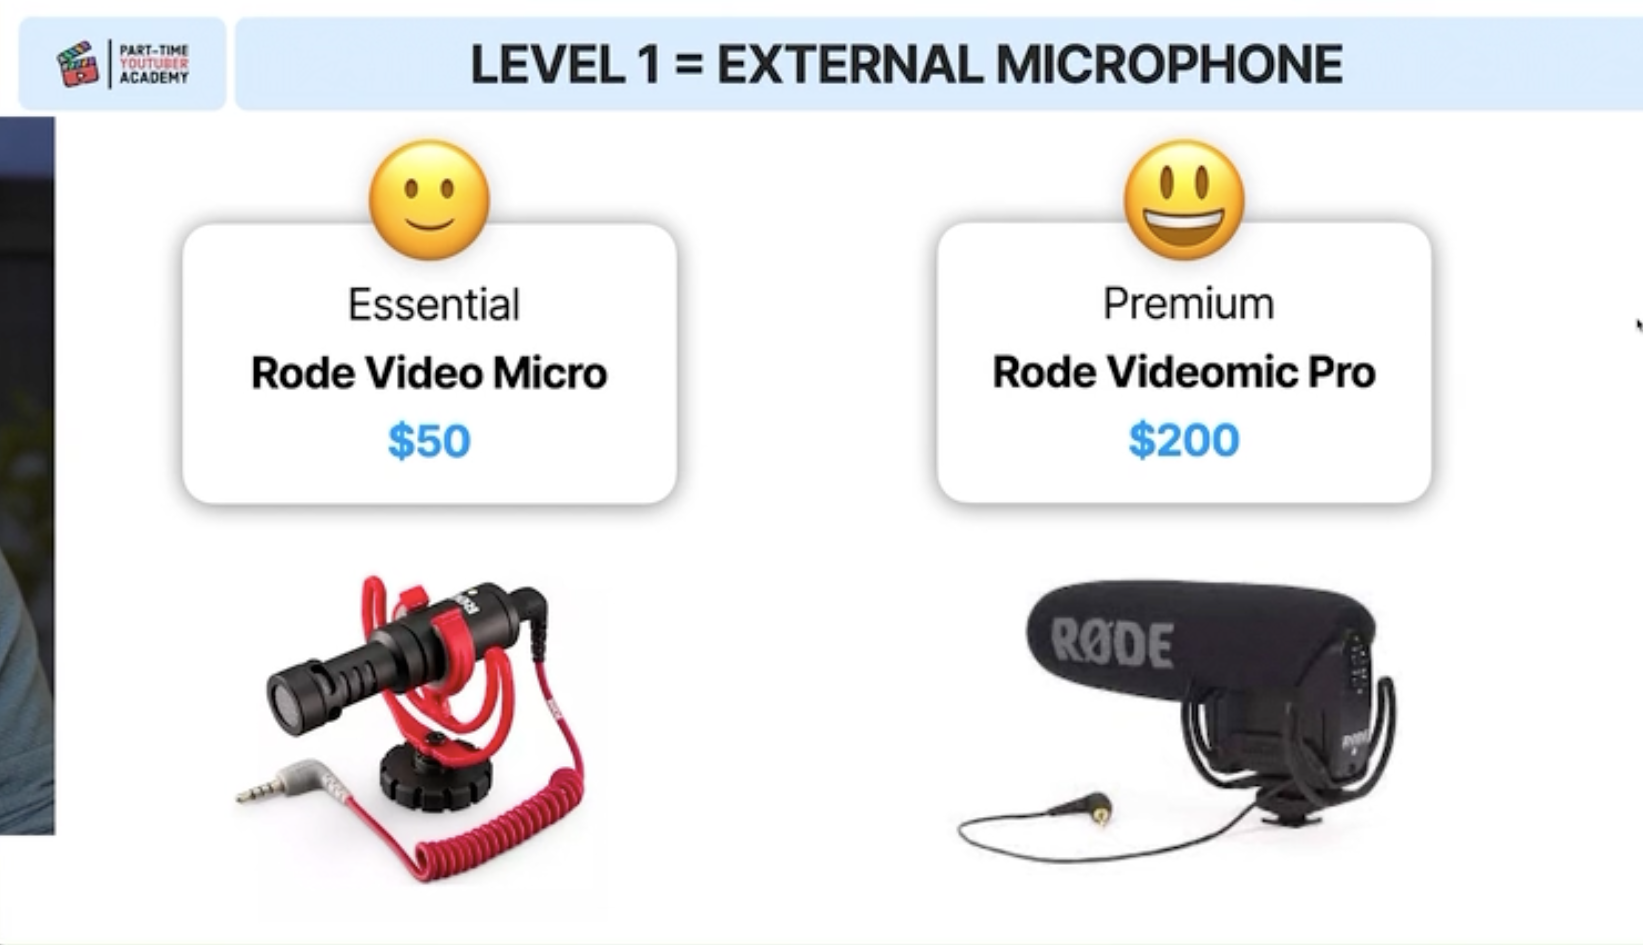 PART-TIME
YOUTUBER
ACADEMY
LEVEL 1 = EXTERNAL MICROPHONE
Essential
Rode Video Micro
$50
Premium
Rode Videomic Pro
$200
RØDE
RØDE